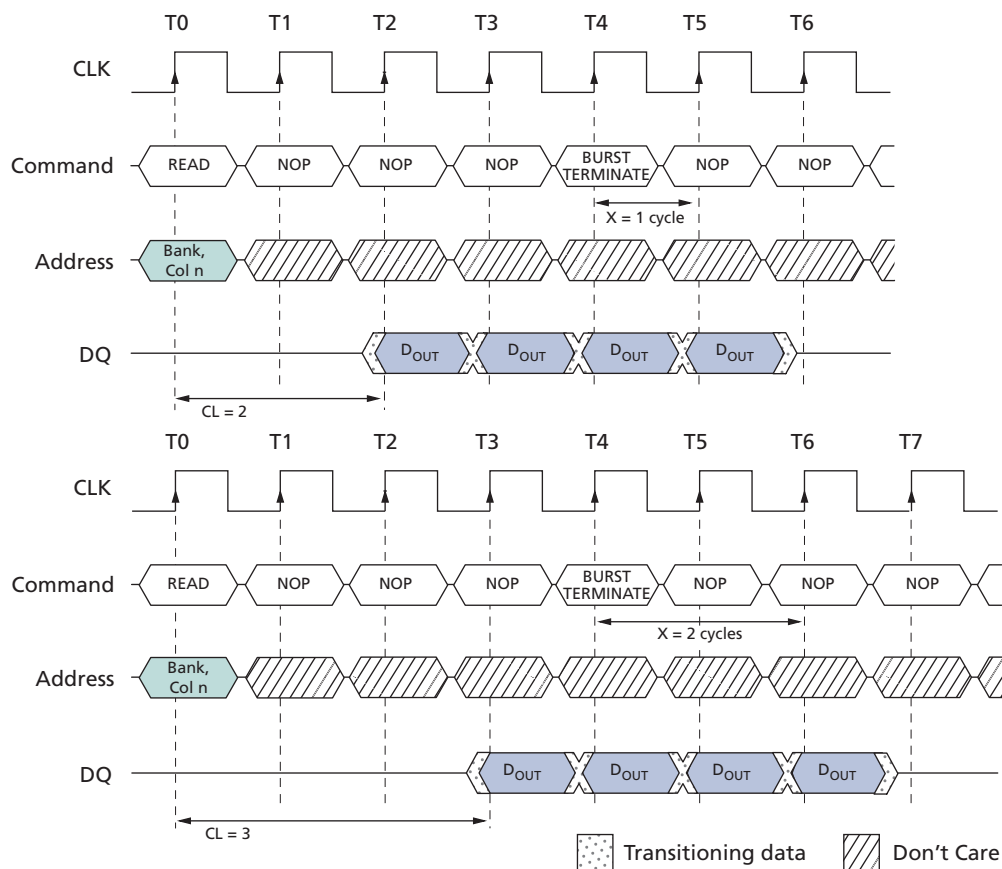 T0 T1 T2 T3 T4 T5 T6
CLK
Command READ NOP NOP NOP BURST TERMINATE NOP NOP
X = 1 cycle
Address Bank, Col n
DQ DOUT DOUT DOUT DOUT
CL = 2
T0 T1 T2 T3 T4 T5 T6 T7
CLK
Command READ NOP NOP NOP BURST TERMINATE NOP NOP NOP
X = 2 cycles
Address Bank, Col n
DQ DOUT DOUT DOUT DOUT
CL = 3
Transitioning data Don't Care